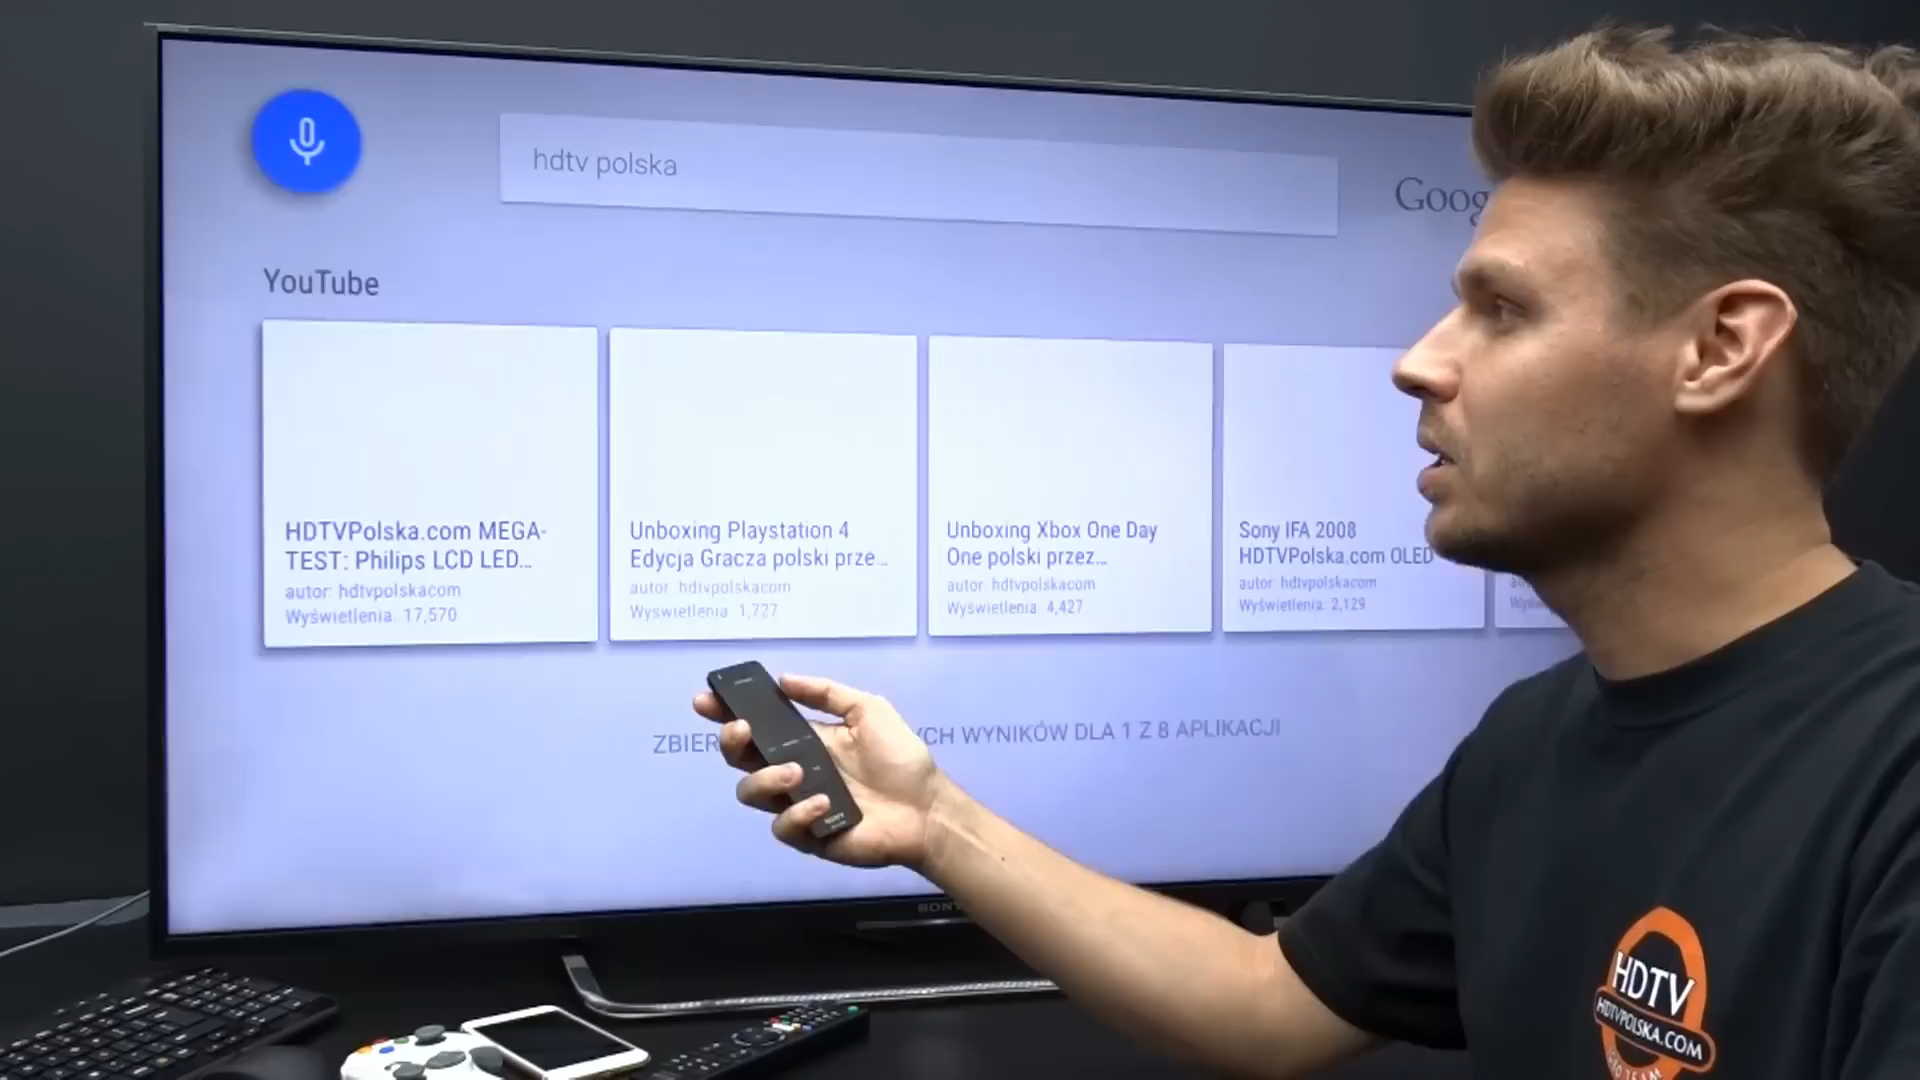 hdtv polska
Goog
YouTube
HDTVPolska.com MEGA-
TEST: Philips LCD LED...
autor: hdtvpolskacom
Wyświetlenia: 17,570
Unboxing Playstation 4
Edycja Gracza polski prze...
autor: hdtvpolskacom
Wyświetlenia: 1,727
Unboxing Xbox One Day
One polski przez...
autor: hdtvpolskacom
Wyświetlenia: 4,427
Sony IFA 2008
HDTVPolska.com OLED
autor: hdtvpolskacom
Wyświetlenia: 2,129
ZBIER YCH WYNIKÓW DLA 1 Z 8 APLIKACJI
SONY
SONY
HDTV
HDTVPOLSKA.COM
TEAM